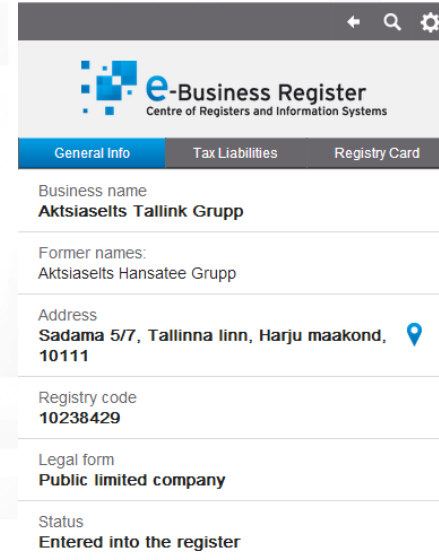 e-Business Register
Centre of Registers and Information Systems
General Info Tax Liabilities Registry Card
Business name
Aktsiaselts Tallink Grupp
Former names:
Aktsiaselts Hansatee Grupp
Address
Sadama 5/7, Tallinna linn, Harju maakond,
10111
Registry code
10238429
Legal form
Public limited company
Status
Entered into the register